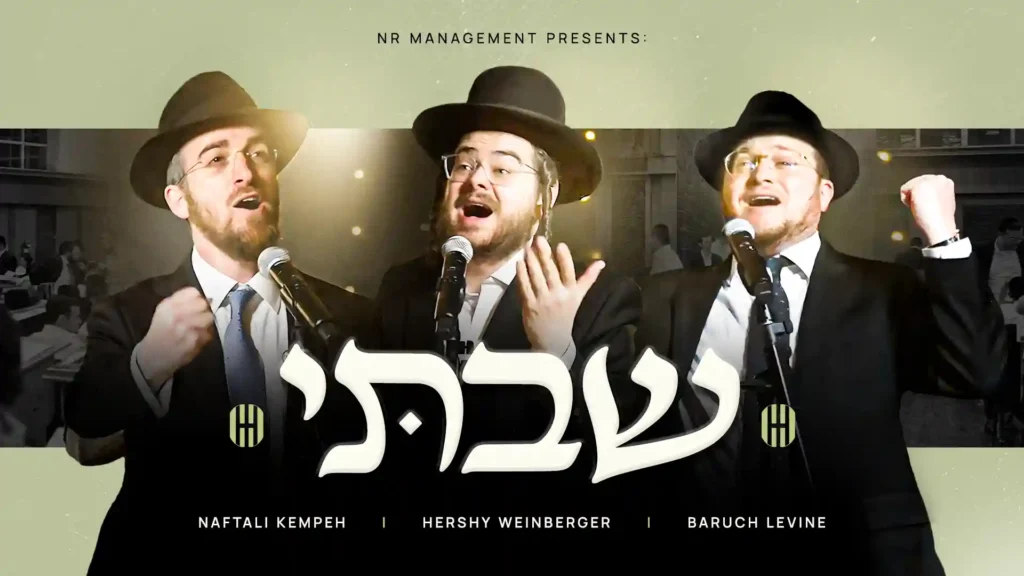 NR MANAGEMENT PRESENTS:
שבתי
NAFTALI KEMPEH | HERSHY WEINBERGER | BARUCH LEVINE